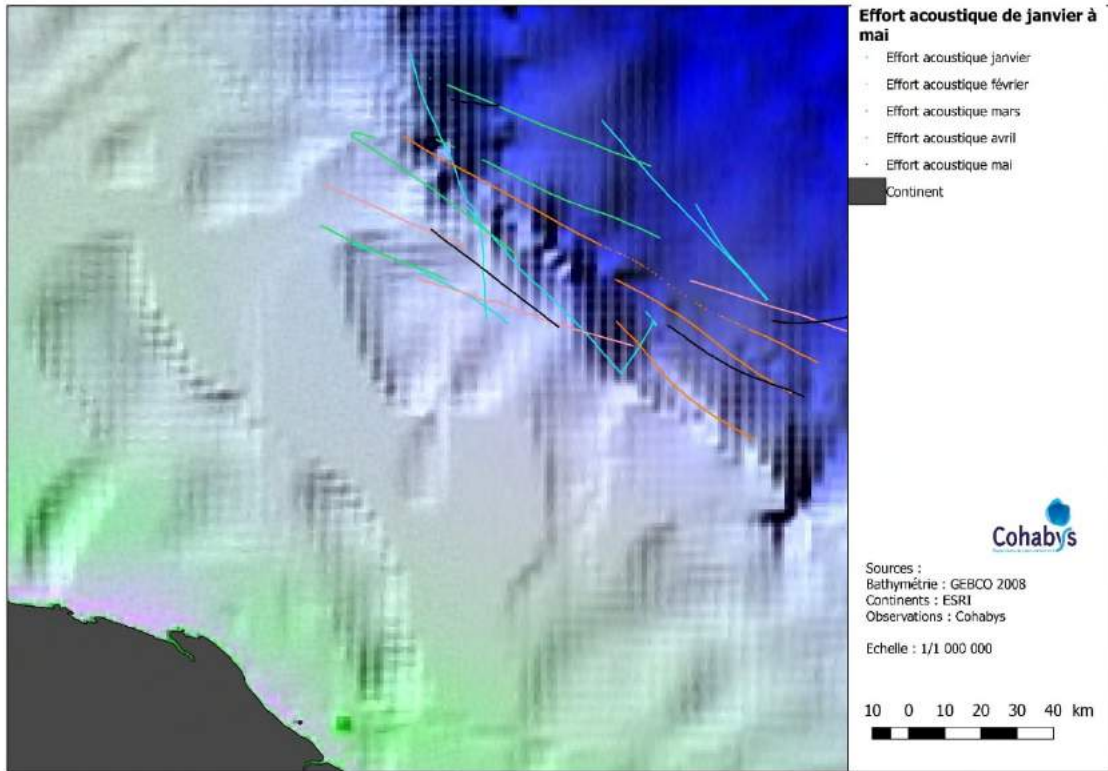 Effort acoustique de janvier à
mai
Effort acoustique janvier
Effort acoustique février
Effort acoustique mars
Effort acoustique avril
Effort acoustique mai
Continent
Cohabys
Sources :
Bathymétrie : GEBCO 2008
Continents : ESRI
Observations : Cohabys
Echelle : 1/1 000 000
10 0 10 20 30 40 km